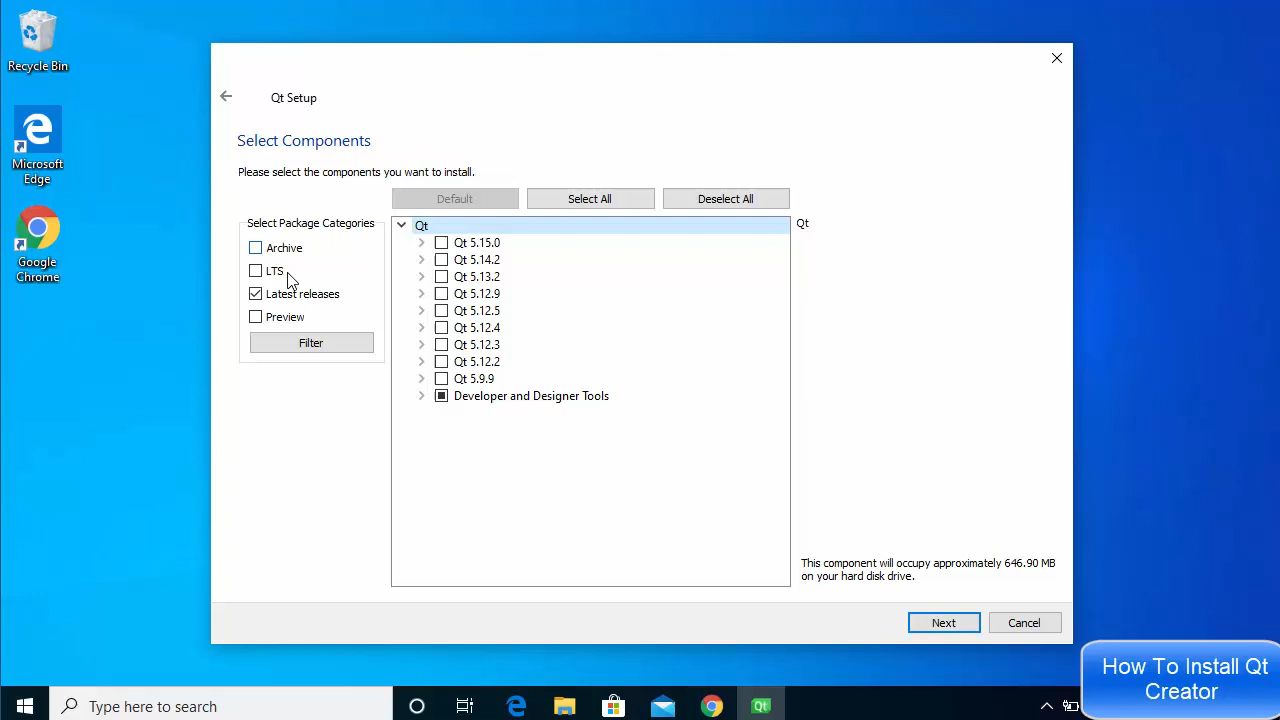 Recycle Bin
Microsoft
Edge
Google
Chrome
Qt Setup
Select Components
Please select the components you want to install.
Default
Select All
Deselect All
Select Package Categories
Archive
LTS
Latest releases
Preview
Filter
Qt
Qt 5.15.0
Qt 5.14.2
Qt 5.13.2
Qt 5.12.9
Qt 5.12.5
Qt 5.12.4
Qt 5.12.3
Qt 5.12.2
Qt 5.9.9
Developer and Designer Tools
Qt
This component will occupy approximately 646.90 MB
on your hard disk drive.
Next
Cancel
How To Install Qt
Creator
Type here to search
Qt